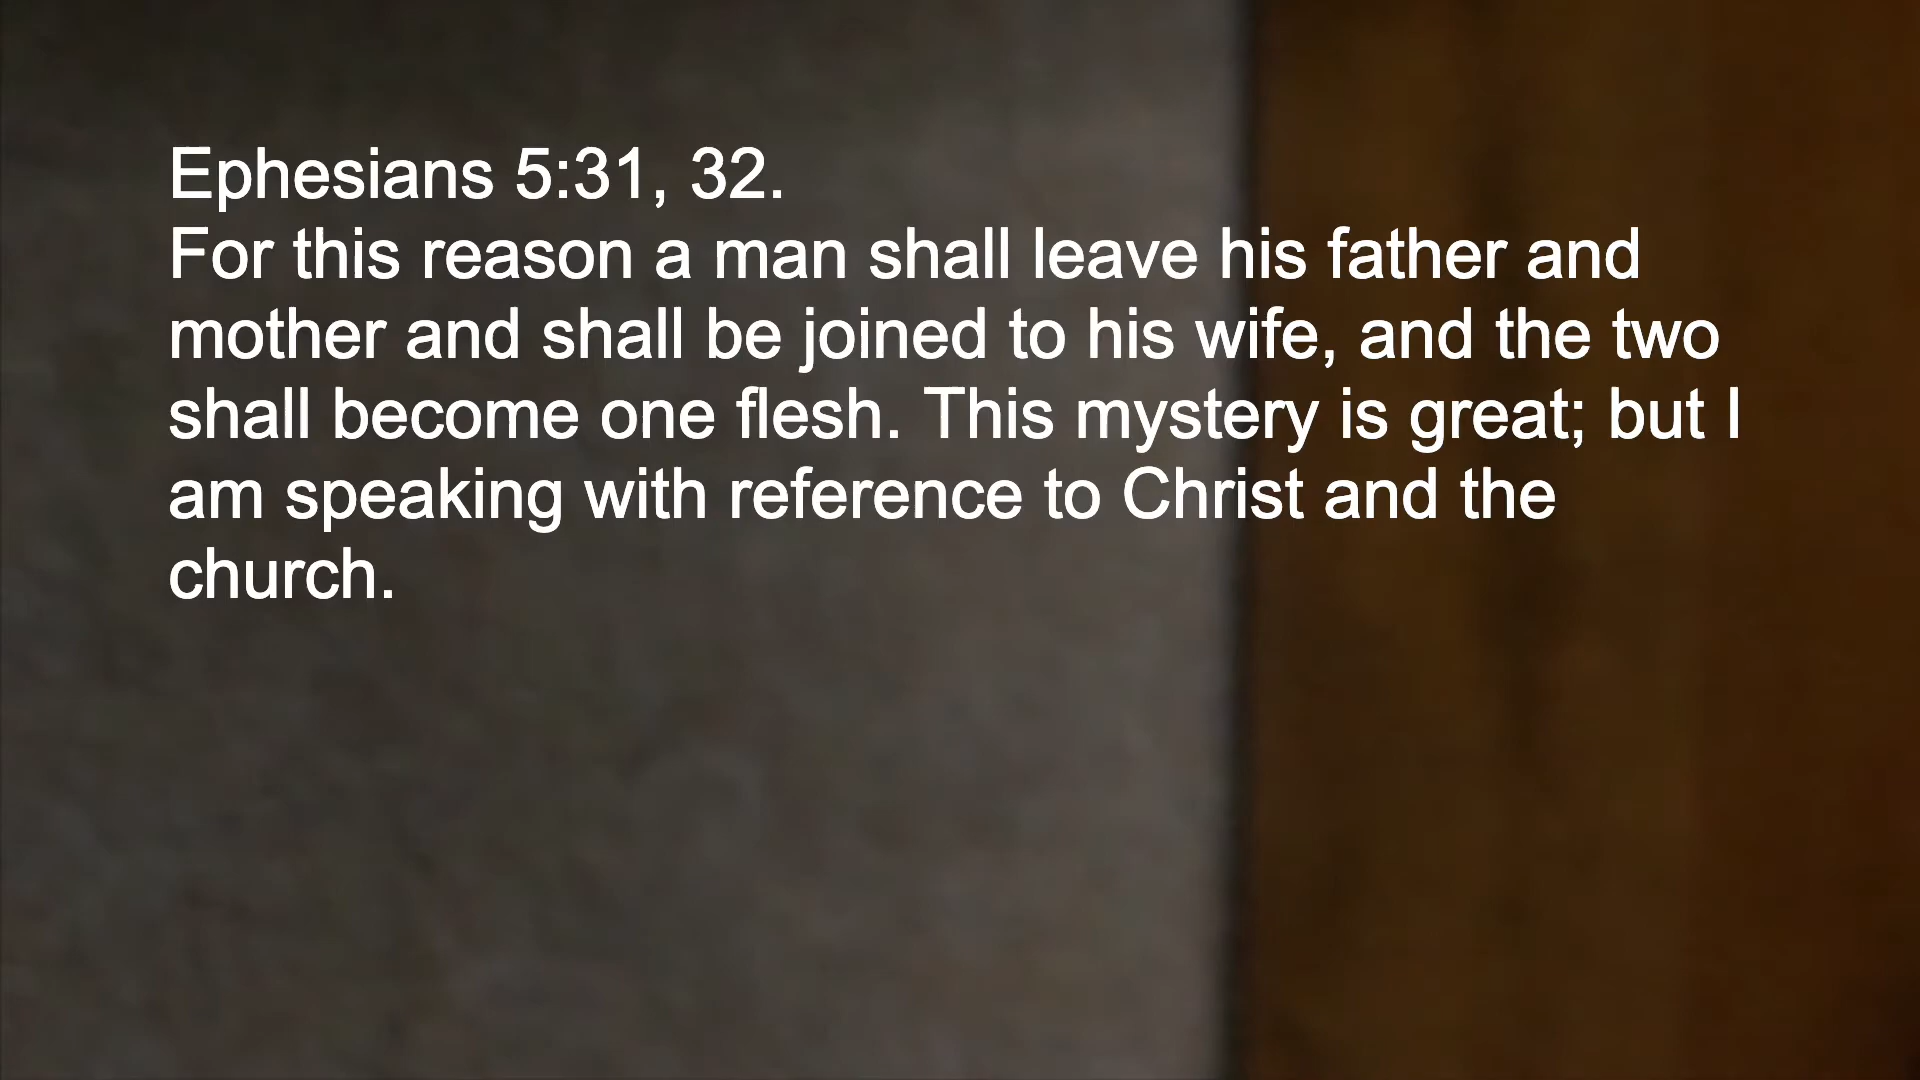 Ephesians 5:31, 32.
For this reason a man shall leave his father and
mother and shall be joined to his wife, and the two
shall become one flesh. This mystery is great; but I
am speaking with reference to Christ and the
church.